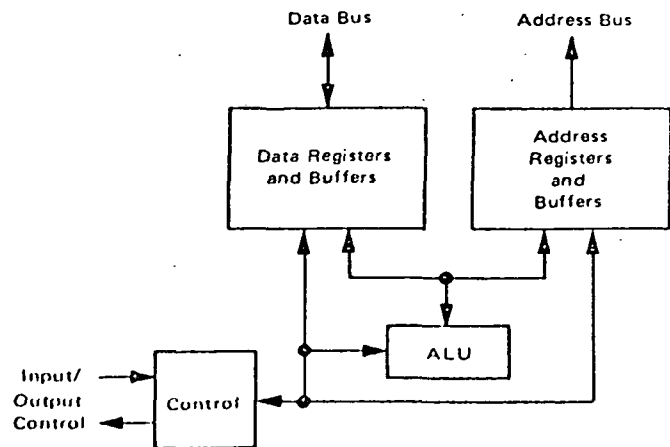 Data Bus
Address Bus
Data Registers
and Buffers
Address
Registers
and
Buffers
ALU
Input/
Output
Control
Control